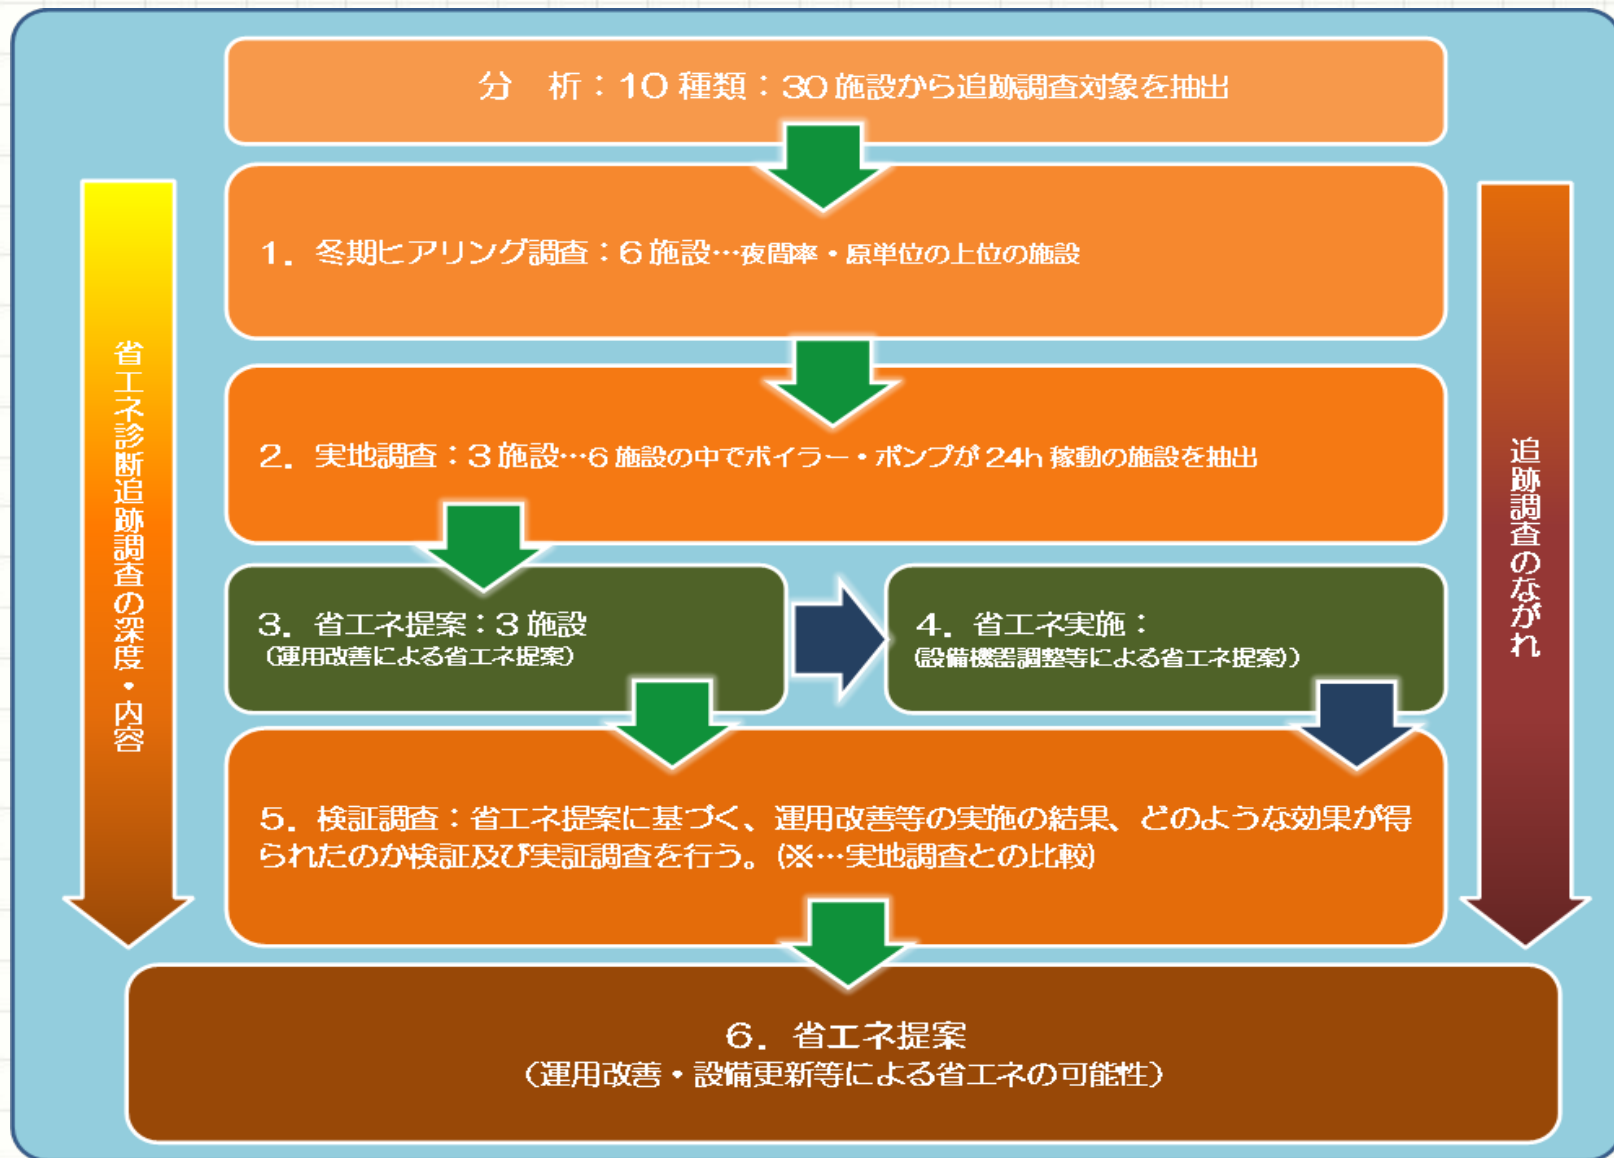 分　析：10 種類：30 施設から追跡調査対象を抽出
1．冬期ヒアリング調査：6 施設…夜間率・原単位の上位の施設
2．実地調査：3 施設…6 施設の中でボイラー・ポンプが 24h 稼動の施設を抽出
3．省エネ提案：3 施設
（運用改善による省エネ提案）
4．省エネ実施：
(設備機器調整等による省エネ提案)）
5．検証調査：省エネ提案に基づく、運用改善等の実施の結果、どのような効果が得
られたのか検証及び実証調査を行う。(※…実地調査との比較)
6．省エネ提案
（運用改善・設備更新等による省エネの可能性）
省エネ診断追跡調査の深度・内容
追跡調査のながれ